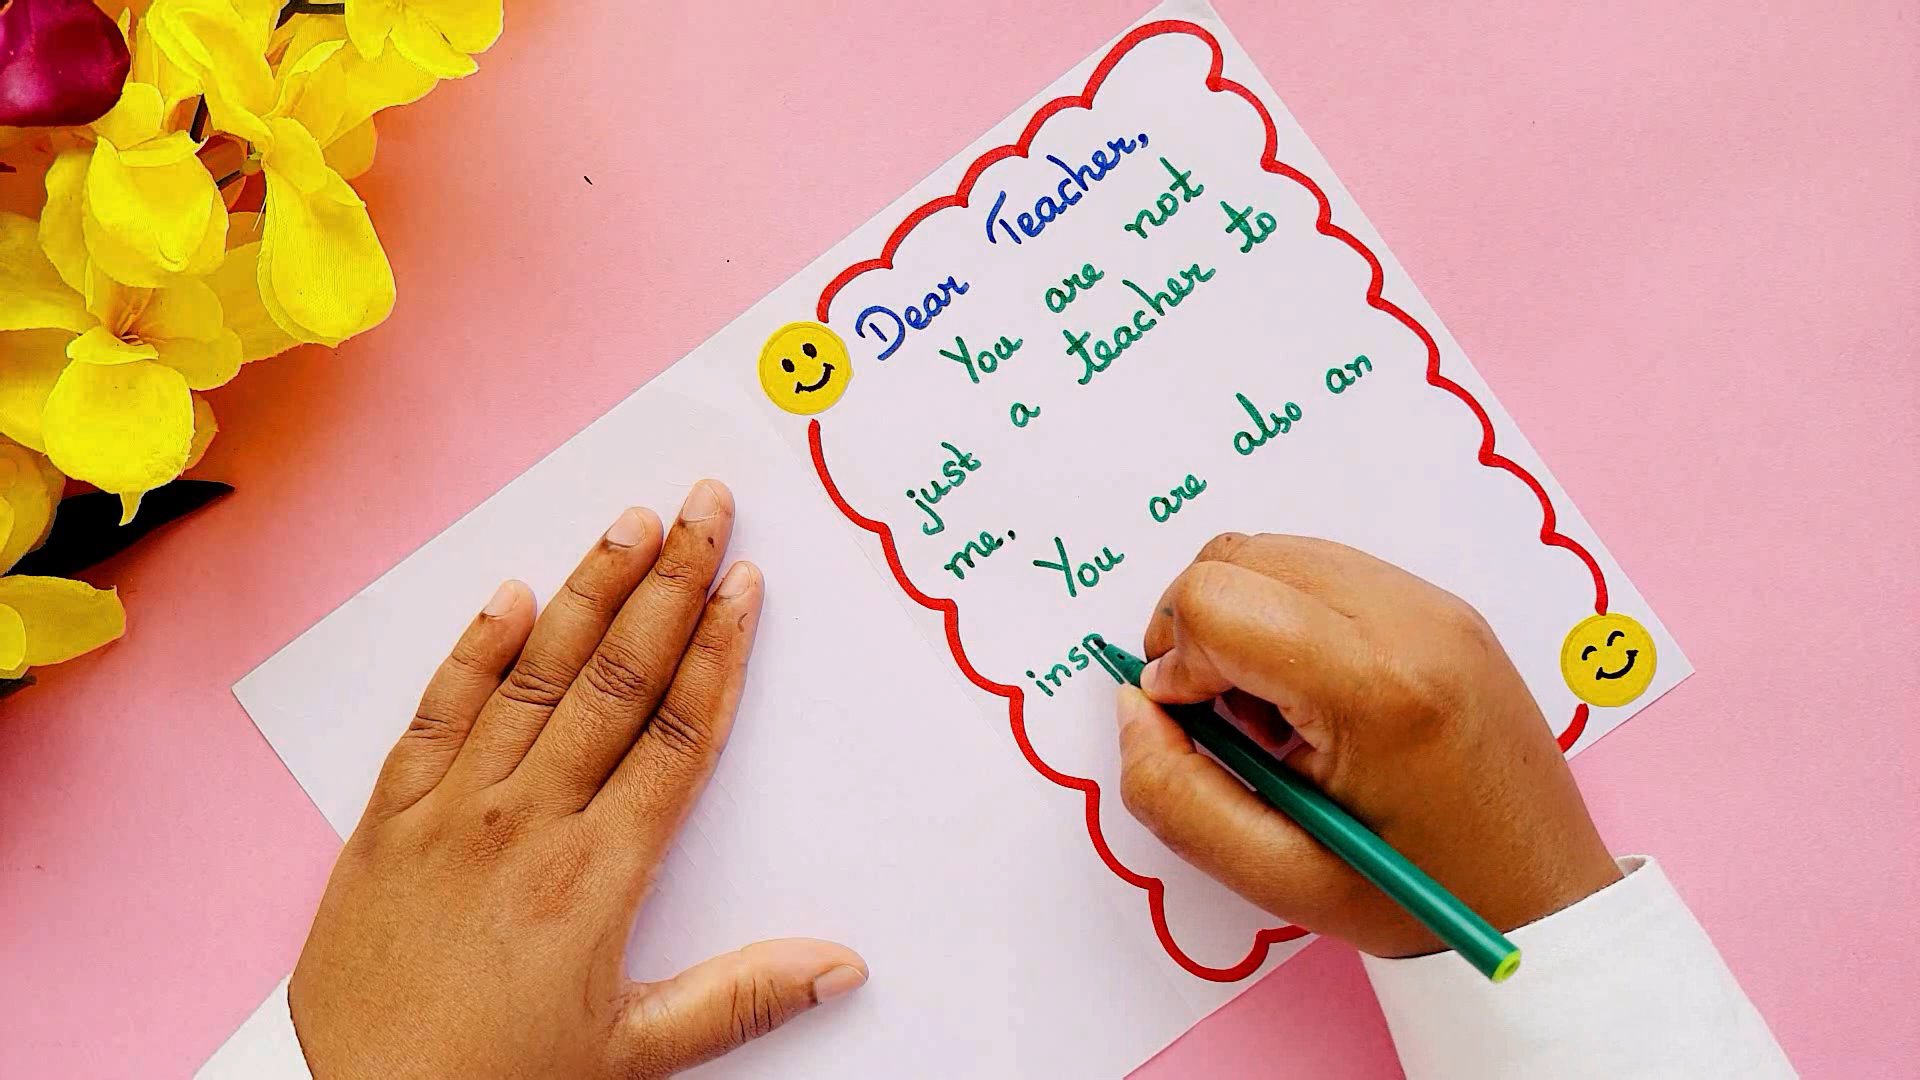 Dear Teacher,
You are not
just a teacher to
me. You are also an
insp